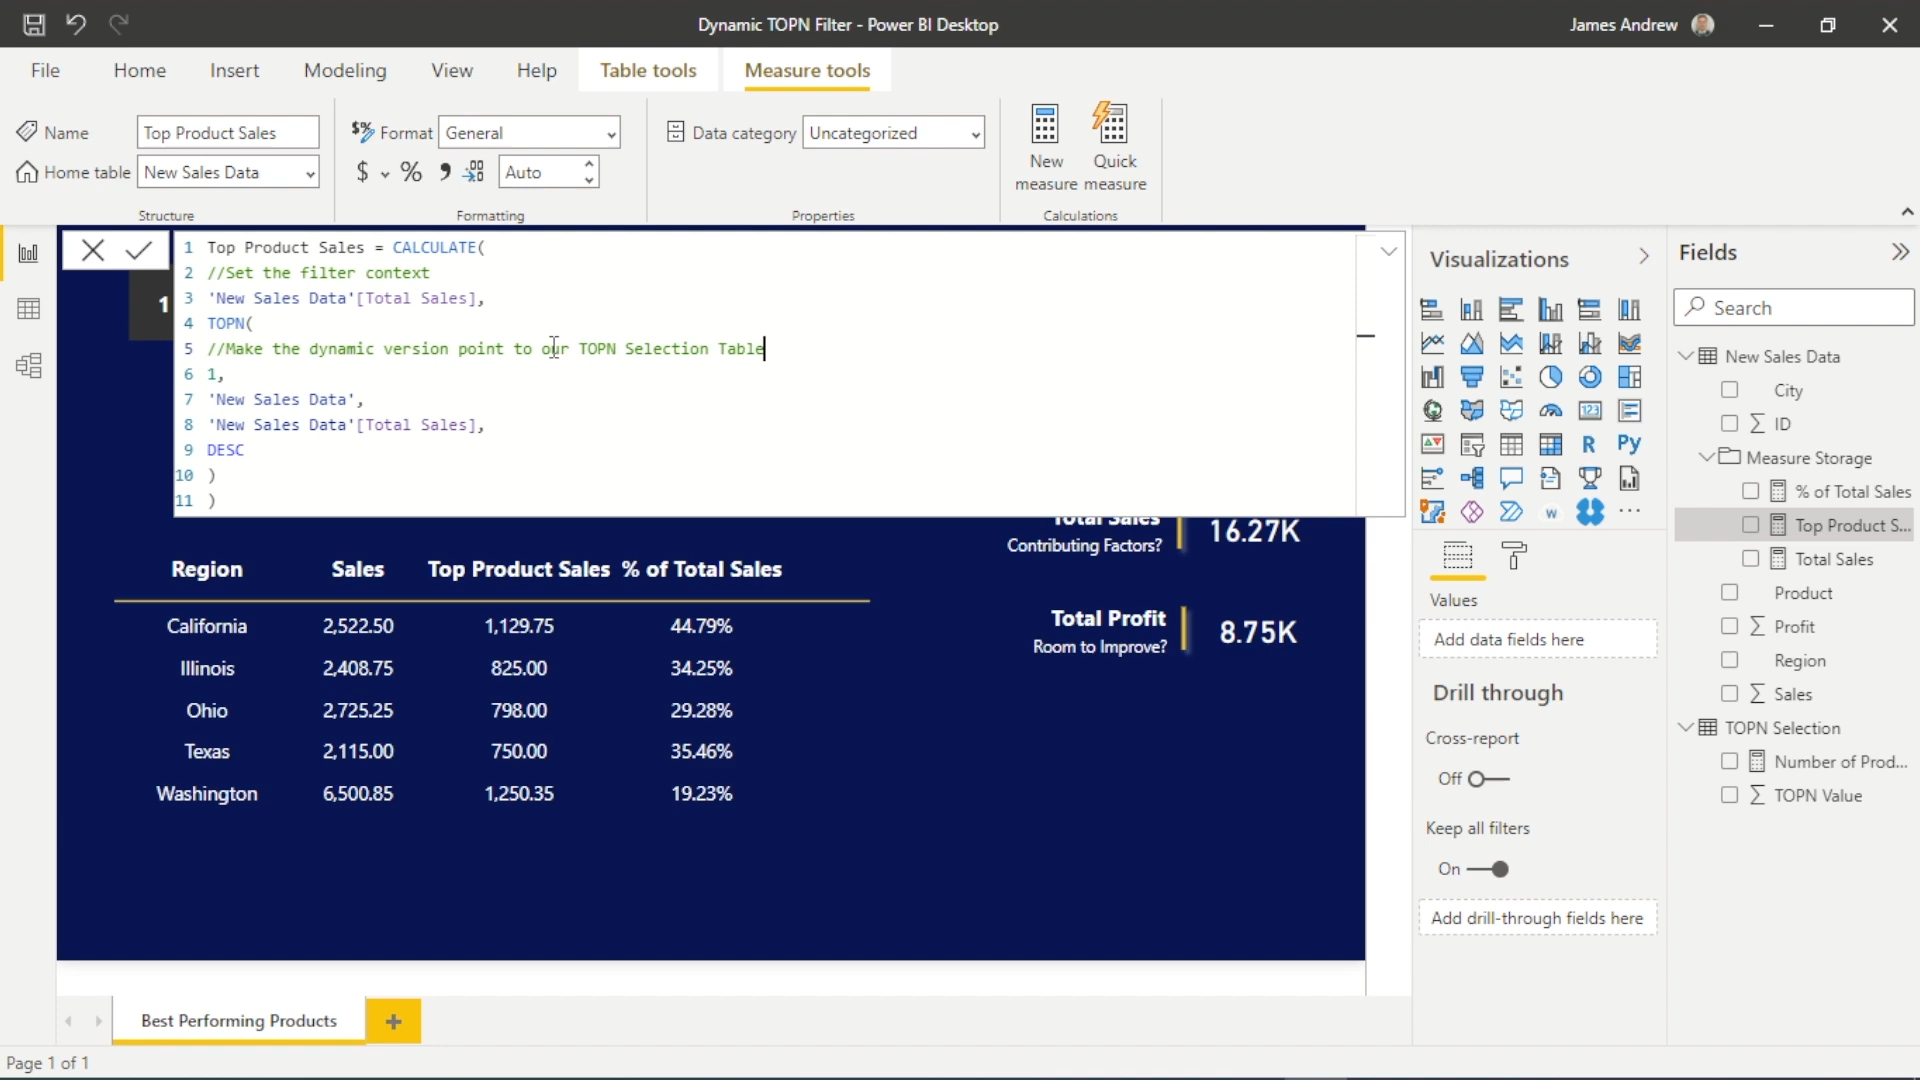 Dynamic TOPN Filter - Power BI Desktop
James Andrew
File Home Insert Modeling View Help Table tools Measure tools
Name Top Product Sales
Home table New Sales Data
Structure
$% Format General
$ % , .00 Auto
Formatting
Data category Uncategorized
Properties
New measure
Quick measure
Calculations
1
1 Top Product Sales = CALCULATE(
2 //Set the filter context
3 'New Sales Data'[Total Sales],
4 TOPN(
5 //Make the dynamic version point to our TOPN Selection Table
6 1,
7 'New Sales Data',
8 'New Sales Data'[Total Sales],
9 DESC
10 )
11 )
Total Sales
Contributing Factors?
16.27K
Total Profit
Room to Improve?
8.75K
Region Sales Top Product Sales % of Total Sales
California 2,522.50 1,129.75 44.79%
Illinois 2,408.75 825.00 34.25%
Ohio 2,725.25 798.00 29.28%
Texas 2,115.00 750.00 35.46%
Washington 6,500.85 1,250.35 19.23%
Visualizations
123
R Py
W
...
Values
Add data fields here
Drill through
Cross-report
Off
Keep all filters
On
Add drill-through fields here
Fields
Search
New Sales Data
City
Σ ID
Measure Storage
% of Total Sales
Top Product S...
Total Sales
Product
Σ Profit
Region
Σ Sales
TOPN Selection
Number of Prod...
Σ TOPN Value
Best Performing Products
+
Page 1 of 1